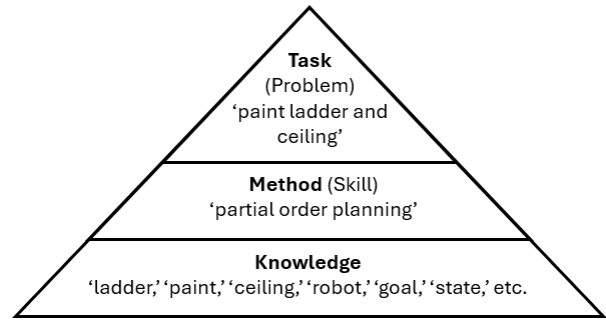 Task
(Problem)
‘paint ladder and
ceiling’
Method (Skill)
‘partial order planning’
Knowledge
‘ladder,’ ‘paint,’ ‘ceiling,’ ‘robot,’ ‘goal,’ ‘state,’ etc.